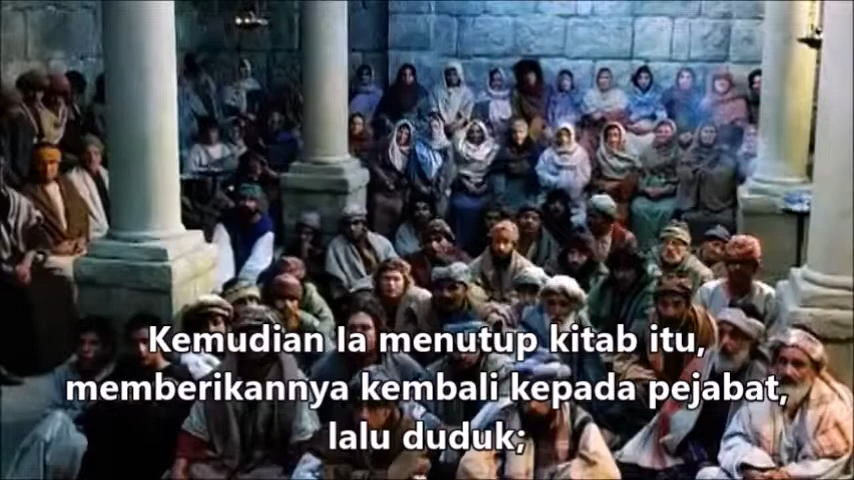 Kemudian Ia menutup kitab itu,
memberikannya kembali kepada pejabat,
lalu duduk;